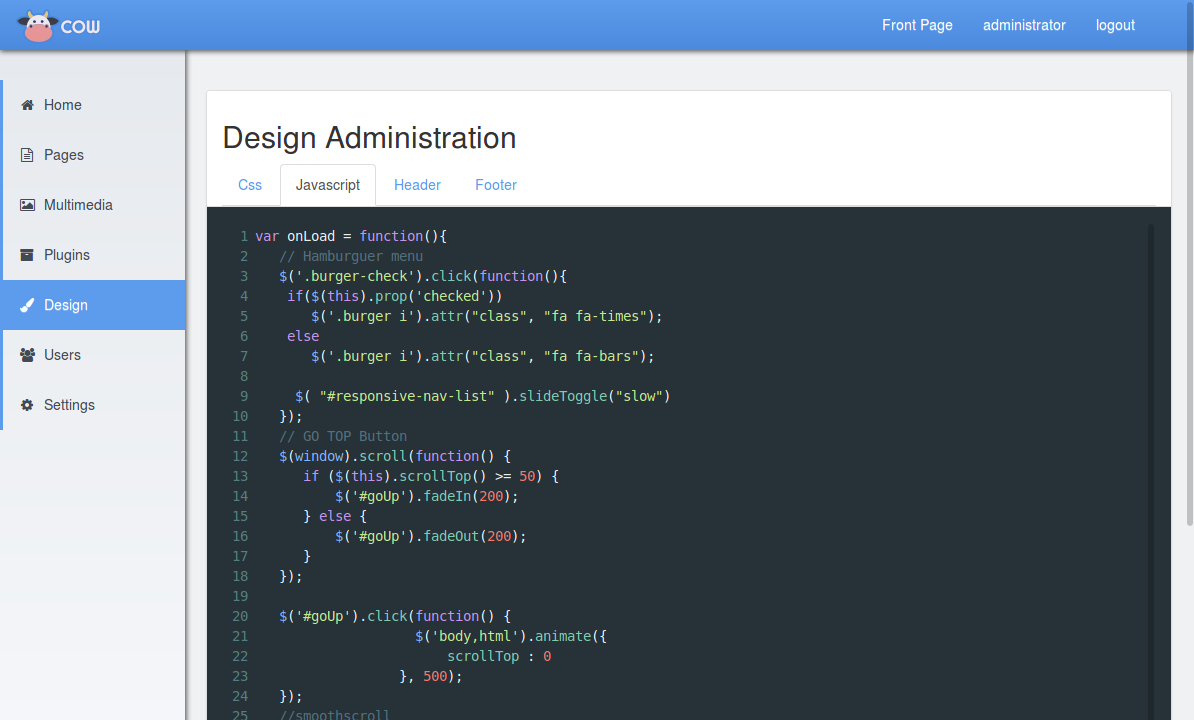 COW
Front Page administrator logout
Home
Pages
Multimedia
Plugins
Design
Users
Settings
Design Administration
Css Javascript Header Footer
1 var onLoad = function(){
2    // Hamburguer menu
3    $('.burger-check').click(function(){
4     if($(this).prop('checked'))
5        $('.burger i').attr("class", "fa fa-times");
6     else
7        $('.burger i').attr("class", "fa fa-bars");
8
9      $( "#responsive-nav-list" ).slideToggle("slow")
10    });
11    // GO TOP Button
12    $(window).scroll(function() {
13       if ($(this).scrollTop() >= 50) {
14           $('#goUp').fadeIn(200);
15       } else {
16           $('#goUp').fadeOut(200);
17       }
18    });
19
20    $('#goUp').click(function() {
21                     $('body,html').animate({
22                         scrollTop : 0
23                   }, 500);
24    });
25    //smoothscroll